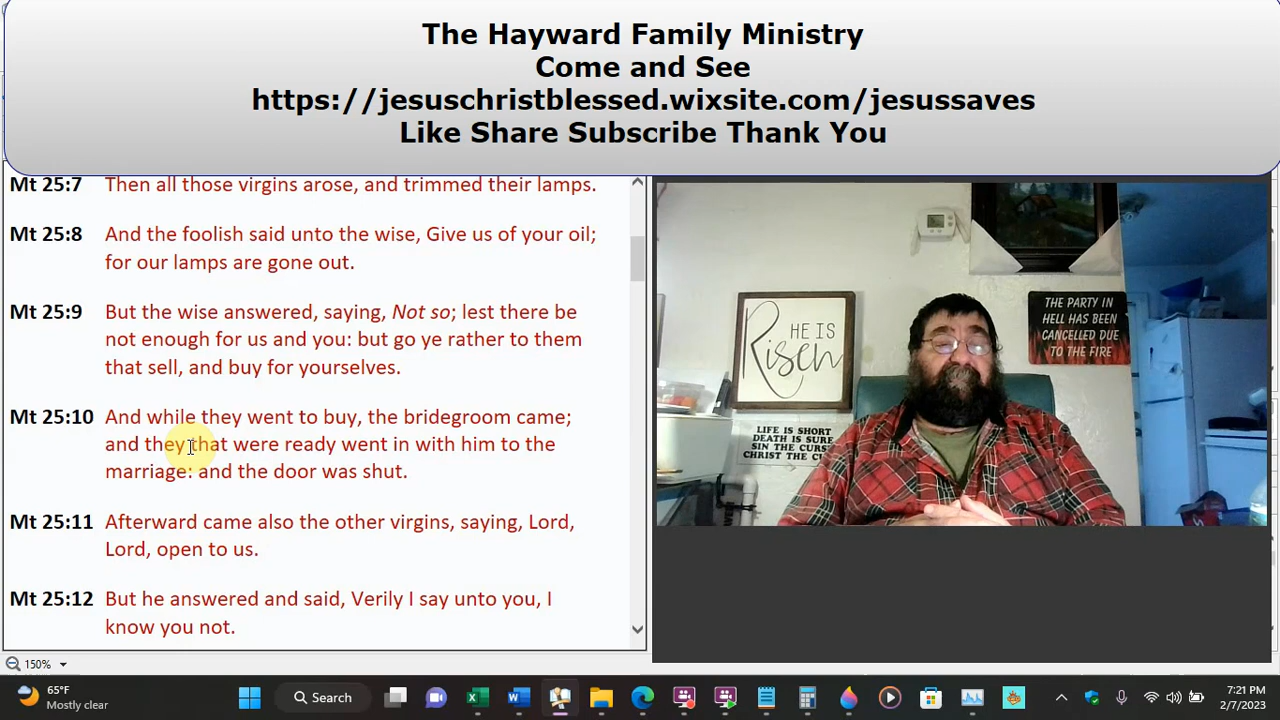 The Hayward Family Ministry
Come and See
https://jesuschristblessed.wixsite.com/jesussaves
Like Share Subscribe Thank You
Mt 25:7 Then all those virgins arose, and trimmed their lamps.
Mt 25:8 And the foolish said unto the wise, Give us of your oil;
for our lamps are gone out.
Mt 25:9 But the wise answered, saying, Not so; lest there be
not enough for us and you: but go ye rather to them
that sell, and buy for yourselves.
Mt 25:10 And while they went to buy, the bridegroom came;
and they that were ready went in with him to the
marriage: and the door was shut.
Mt 25:11 Afterward came also the other virgins, saying, Lord,
Lord, open to us.
Mt 25:12 But he answered and said, Verily I say unto you, I
know you not.
HE IS
Risen
THE PARTY IN
HELL HAS BEEN
CANCELLED DUE
TO THE FIRE
LIFE IS SHORT
DEATH IS SURE
SIN THE CURSE
CHRIST THE CU
150%
65°F
Mostly clear
Search
7:21 PM
2/7/2023